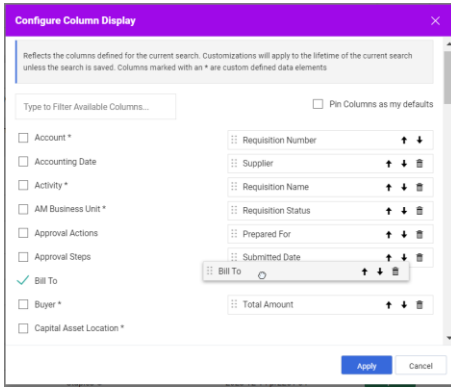 Configure Column Display
Reflects the columns defined for the current search. Customizations will apply to the lifetime of the current search
unless the search is saved. Columns marked with an * are custom defined data elements
Type to Filter Available Columns...
Pin Columns as my defaults
Account *
Accounting Date
Activity *
AM Business Unit *
Approval Actions
Approval Steps
Bill To
Buyer *
Capital Asset Location *
Requisition Number
Supplier
Requisition Name
Requisition Status
Prepared For
Submitted Date
Bill To
Total Amount
Apply
Cancel